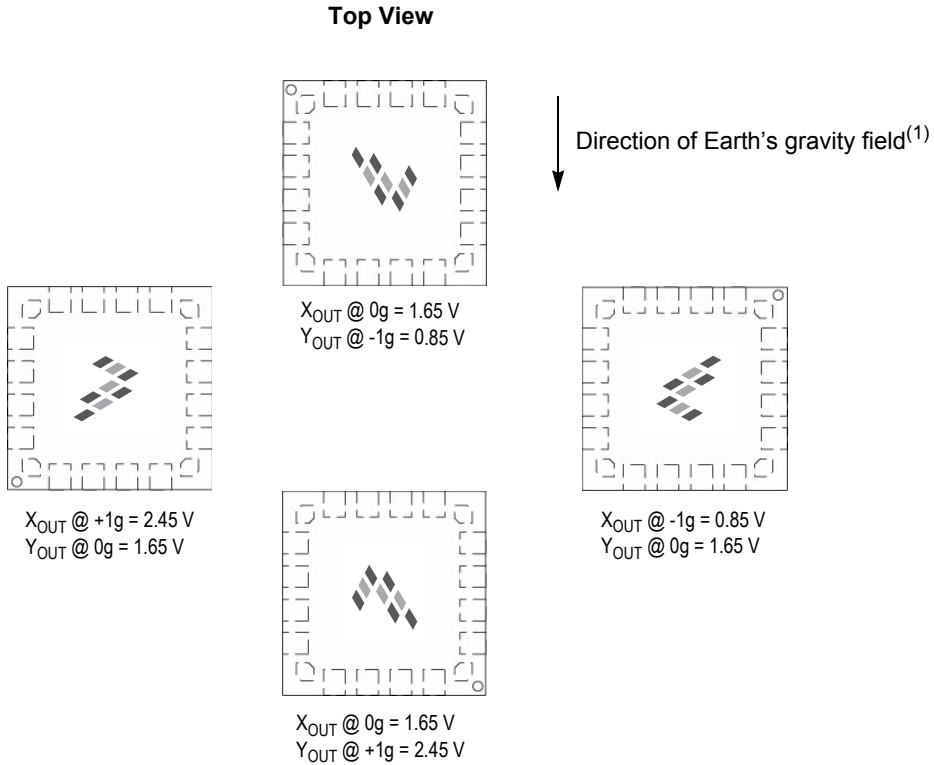 Top View
Direction of Earth's gravity field(1)
XOUT @ 0g = 1.65 V
YOUT @ -1g = 0.85 V
XOUT @ +1g = 2.45 V
YOUT @ 0g = 1.65 V
XOUT @ -1g = 0.85 V
YOUT @ 0g = 1.65 V
XOUT @ 0g = 1.65 V
YOUT @ +1g = 2.45 V